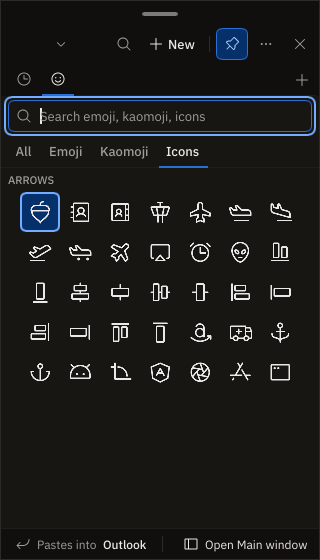 New
Search emoji, kaomoji, icons
All Emoji Kaomoji Icons
ARROWS
Pastes into Outlook Open Main window